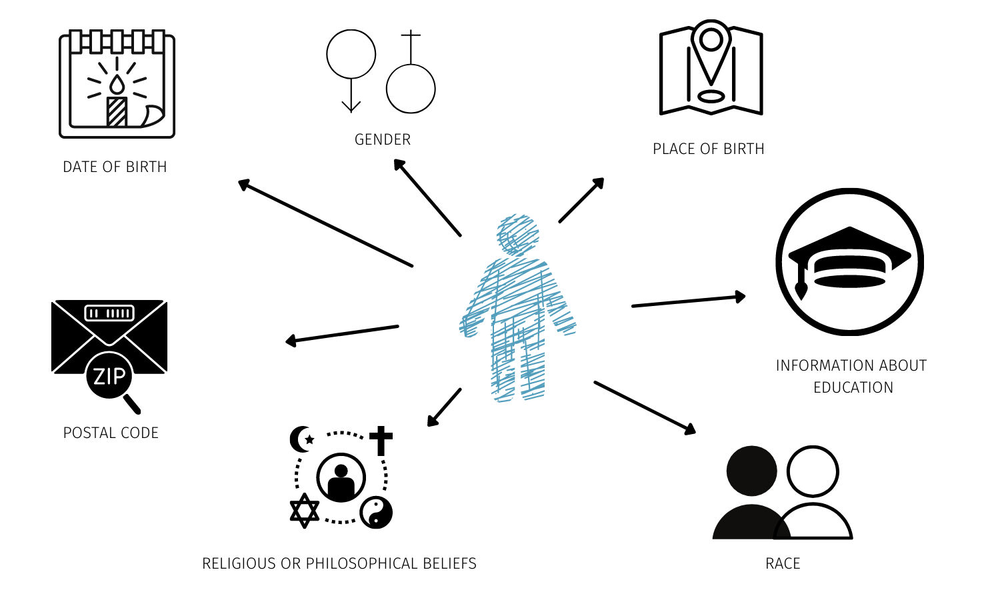 DATE OF BIRTH
GENDER
PLACE OF BIRTH
INFORMATION ABOUT
EDUCATION
ZIP
POSTAL CODE
RELIGIOUS OR PHILOSOPHICAL BELIEFS
RACE